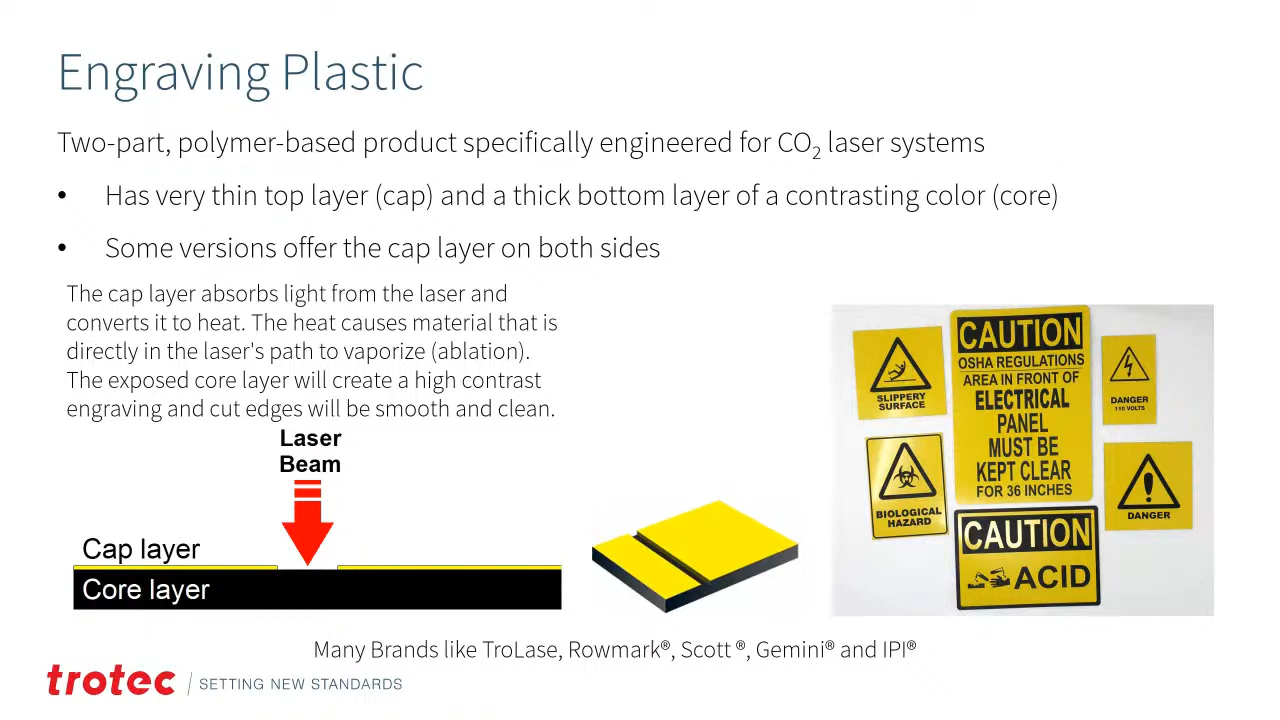 Engraving Plastic
Two-part, polymer-based product specifically engineered for CO₂ laser systems
• Has very thin top layer (cap) and a thick bottom layer of a contrasting color (core)
• Some versions offer the cap layer on both sides
The cap layer absorbs light from the laser and
converts it to heat. The heat causes material that is
directly in the laser's path to vaporize (ablation).
The exposed core layer will create a high contrast
engraving and cut edges will be smooth and clean.
Laser
Beam
Cap layer
Core layer
SLIPPERY
SURFACE
CAUTION
OSHA REGULATIONS
AREA IN FRONT OF
ELECTRICAL
PANEL
MUST BE
KEPT CLEAR
FOR 36 INCHES
DANGER
110 VOLTS
BIOLOGICAL
HAZARD
CAUTION
ACID
DANGER
Many Brands like TroLase, Rowmark®, Scott ®, Gemini® and IPI®
trotec | SETTING NEW STANDARDS